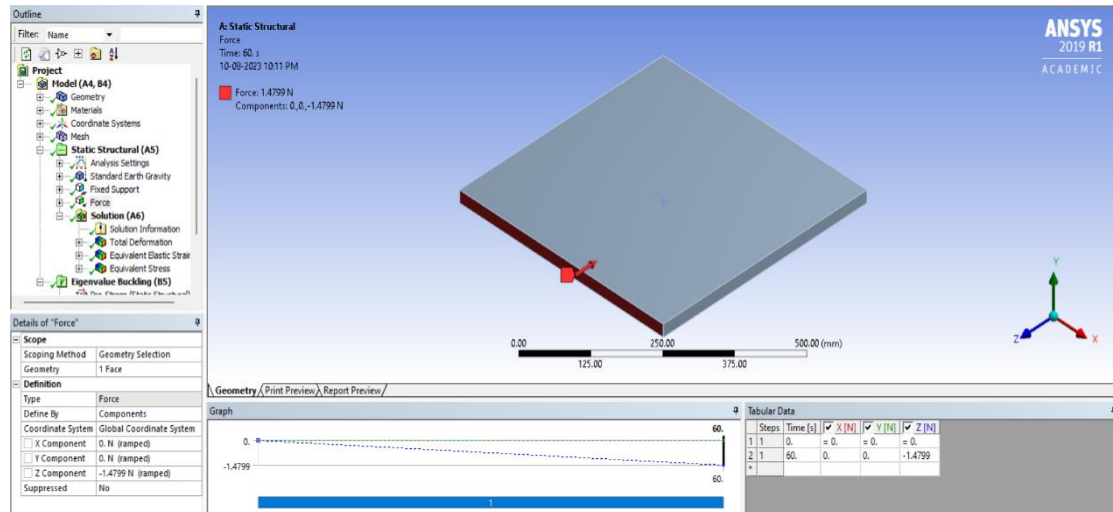 Outline
Filter: Name
Project
Model (A4, B4)
Geometry
Materials
Coordinate Systems
Mesh
Static Structural (A5)
Analysis Settings
Standard Earth Gravity
Fixed Support
Force
Solution (A6)
Solution Information
Total Deformation
Equivalent Elastic Strain
Equivalent Stress
Eigenvalue Buckling (B5)
Details of "Force"
Scope
Scoping Method Geometry Selection
Geometry 1 Face
Definition
Type Force
Define By Components
Coordinate System Global Coordinate System
X Component 0. N (ramped)
Y Component 0. N (ramped)
Z Component -1.4799 N (ramped)
Suppressed No
A: Static Structural
Force
Time: 60. s
10-08-2023 10:11 PM
Force: 1.4799 N
Components: 0,0,-1.4799 N
ANSYS
2019 R1
ACADEMIC
Y
Z X
0.00 250.00 500.00 (mm)
125.00 375.00
Geometry Print Preview Report Preview
Graph
60.
0.
-1.4799
60.
1
Tabular Data
Steps Time [s] X [N] Y [N] Z [N]
1 1 0. = 0. = 0. = 0.
2 1 60. 0. 0. -1.4799
*